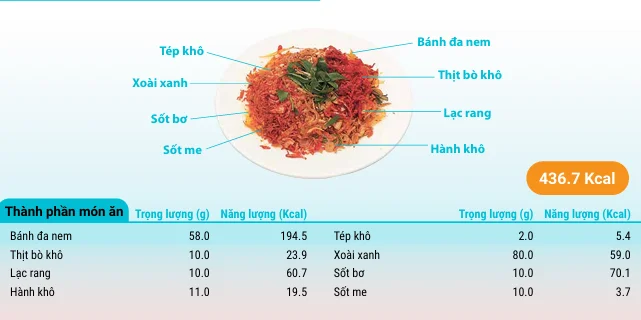 Tép khô
Xoài xanh
Sốt bơ
Sốt me
Bánh đa nem
Thịt bò khô
Lạc rang
Hành khô
436.7 Kcal
Thành phần món ăn Trọng lượng (g) Năng lượng (Kcal) Trọng lượng (g) Năng lượng (Kcal)
Bánh đa nem 58.0 194.5 Tép khô 2.0 5.4
Thịt bò khô 10.0 23.9 Xoài xanh 80.0 59.0
Lạc rang 10.0 60.7 Sốt bơ 10.0 70.1
Hành khô 11.0 19.5 Sốt me 10.0 3.7